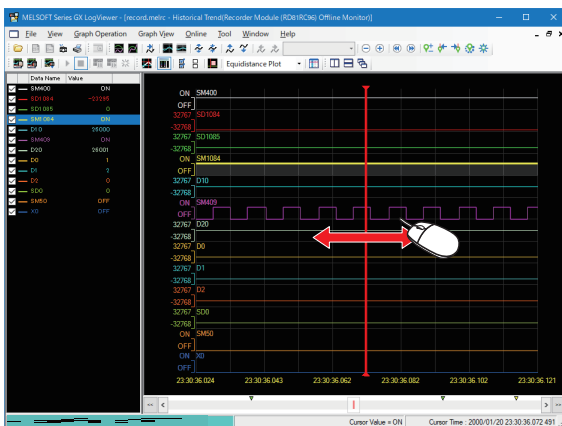 MELSOFT Series GX LogViewer - [record.melrc - Historical Trend(Recorder Module (RD81RC96) Offline Monitor)]
File View Graph Operation Graph View Online Tool Window Help
Equidistance Plot
Data Name Value
SM400 ON
SD1084 -23295
SD1085 0
SM1084 ON
D10 26000
SM409 ON
D20 26001
D0 1
D1 2
D2 0
SD0 0
SM50 OFF
X0 OFF
ON SM400
OFF
32767 SD1084
-32768
32767 SD1085
-32768
ON SM1084
OFF
32767 D10
-32768
ON SM409
OFF
32767 D20
-32768
32767 D0
-32768
32767 D1
-32768
32767 D2
-32768
32767 SD0
-32768
ON SM50
OFF
ON X0
OFF
23:30:36.024 23:30:36.043 23:30:36.062 23:30:36.082 23:30:36.102 23:30:36.121
Cursor Value = ON Cursor Time : 2000/01/20 23:30:36.072 491